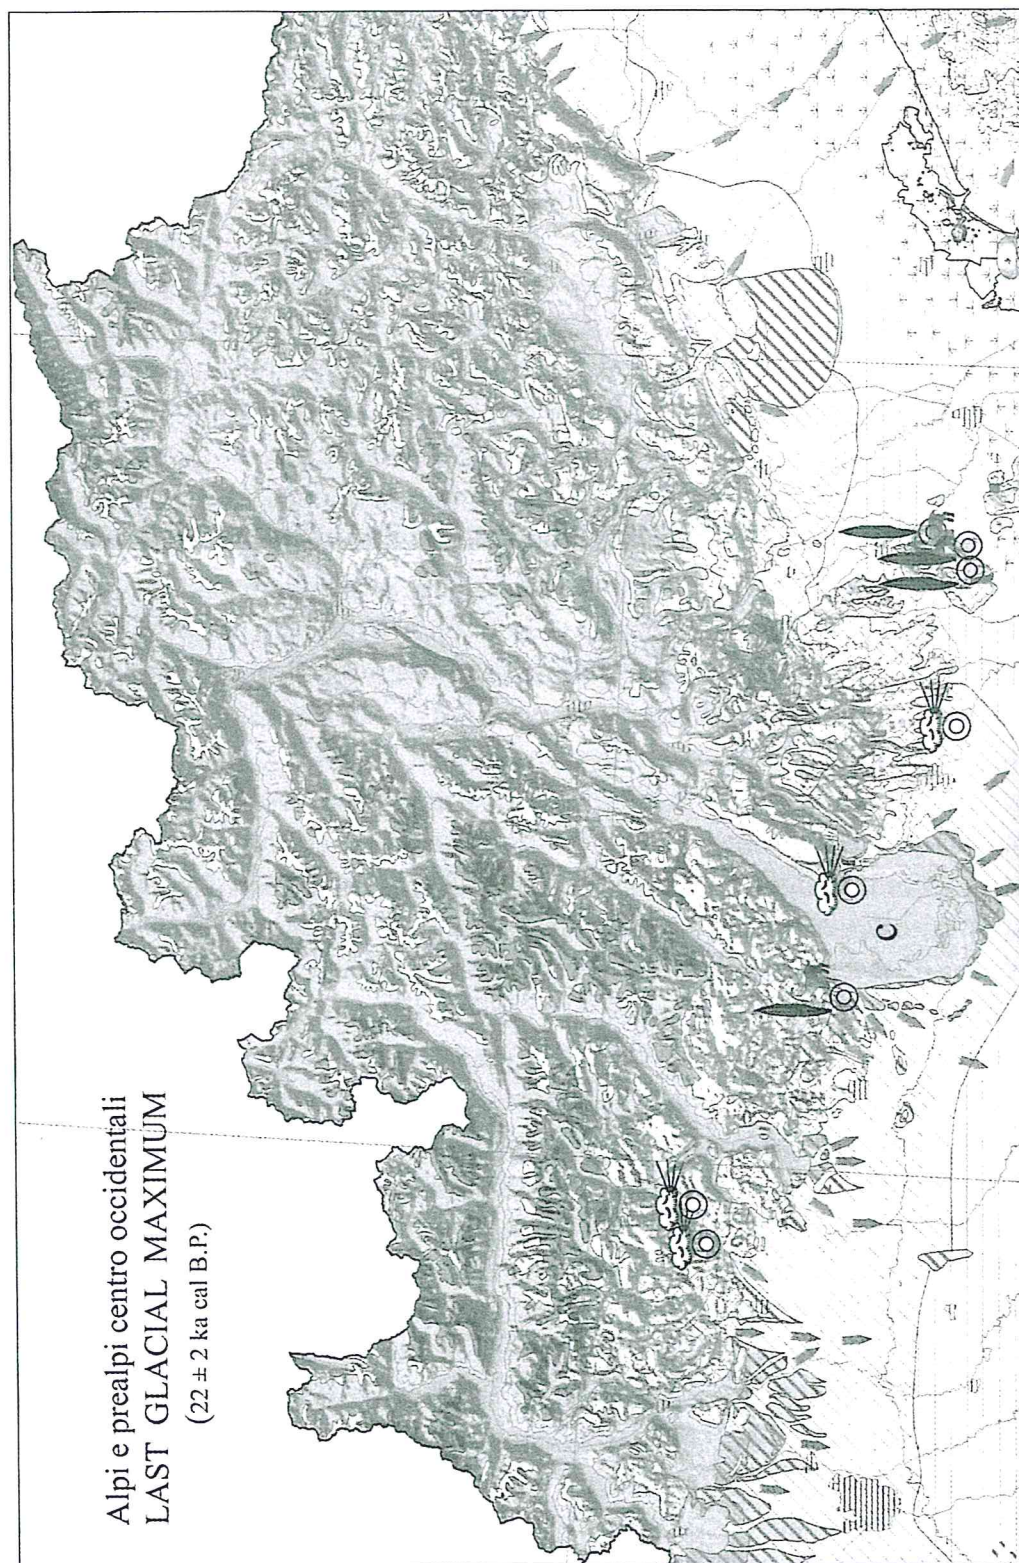 Alpi e prealpi centro occidentali
LAST GLACIAL MAXIMUM
(22 ± 2 ka cal B.P.)
C